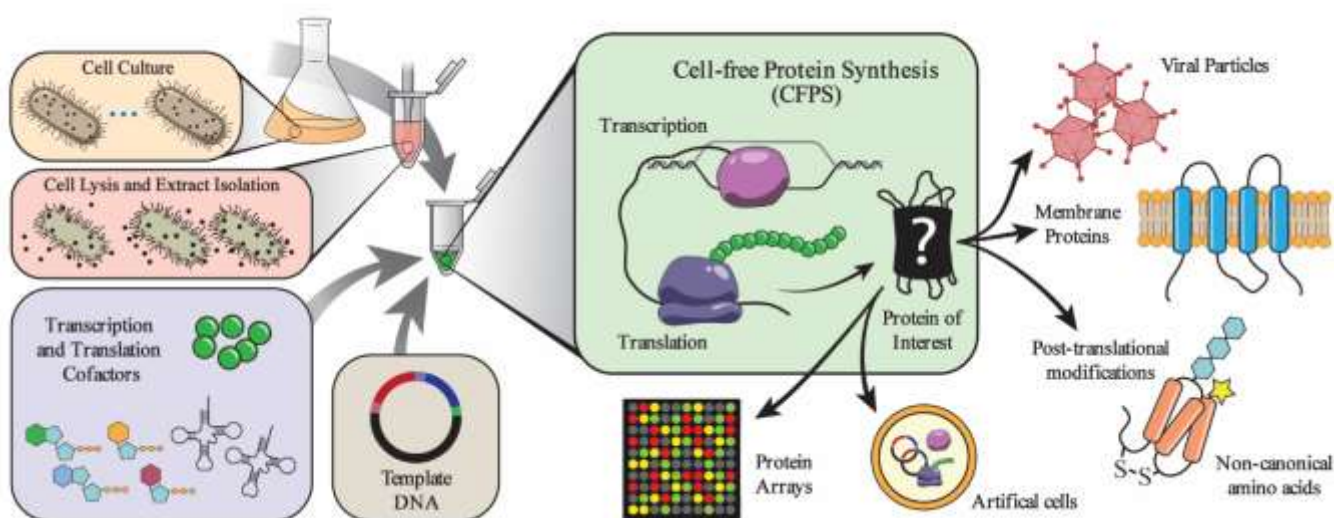 Cell Culture
Cell Lysis and Extract Isolation
Transcription
and Translation
Cofactors
Template
DNA
Cell-free Protein Synthesis
(CFPS)
Transcription
Translation
?
Protein of
Interest
Viral Particles
Membrane
Proteins
Post-translational
modifications
S-S
Non-canonical
amino acids
Protein
Arrays
Artifical cells